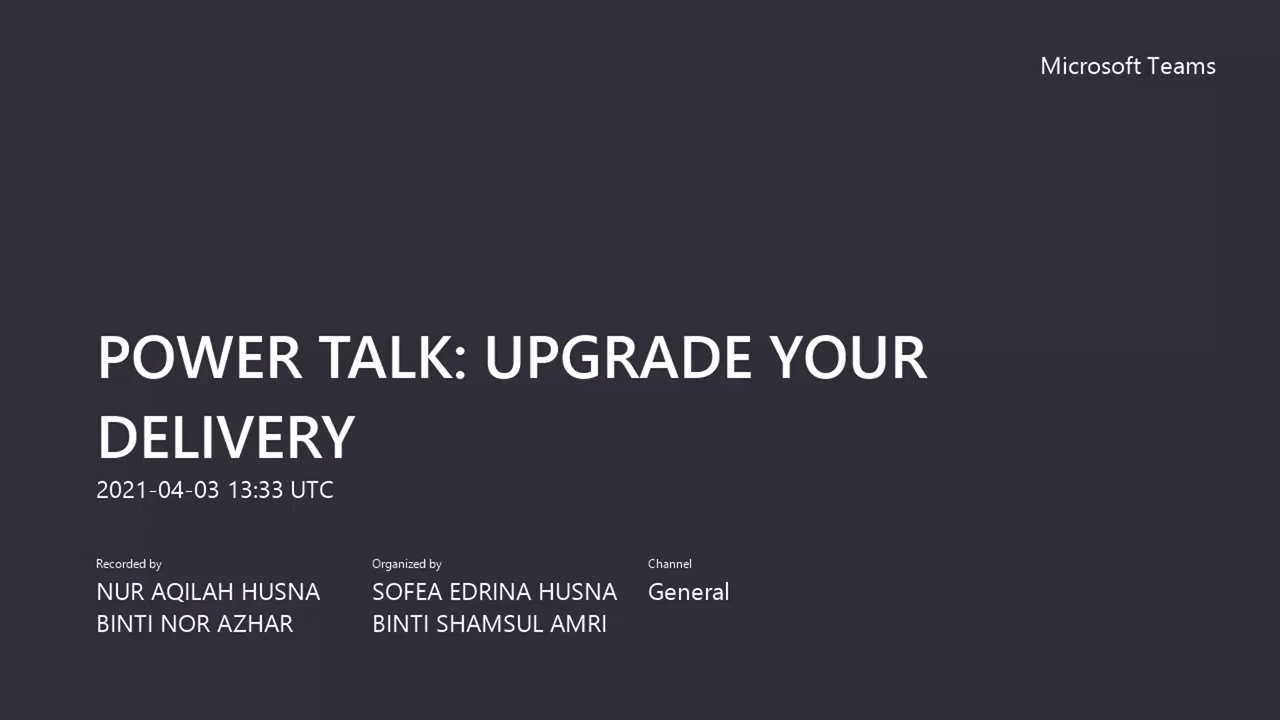 Microsoft Teams
POWER TALK: UPGRADE YOUR
DELIVERY
2021-04-03 13:33 UTC
Recorded by
NUR AQILAH HUSNA
BINTI NOR AZHAR
Organized by
SOFEA EDRINA HUSNA
BINTI SHAMSUL AMRI
Channel
General